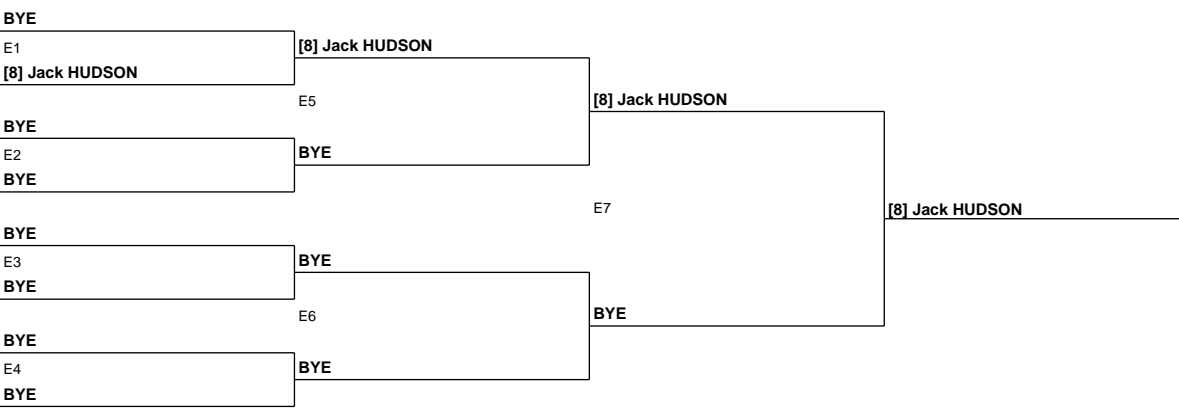 BYE
E1
[8] Jack HUDSON
[8] Jack HUDSON
E5
[8] Jack HUDSON
BYE
E2
BYE
BYE
E7
[8] Jack HUDSON
BYE
E3
BYE
BYE
E6
BYE
BYE
E4
BYE
BYE